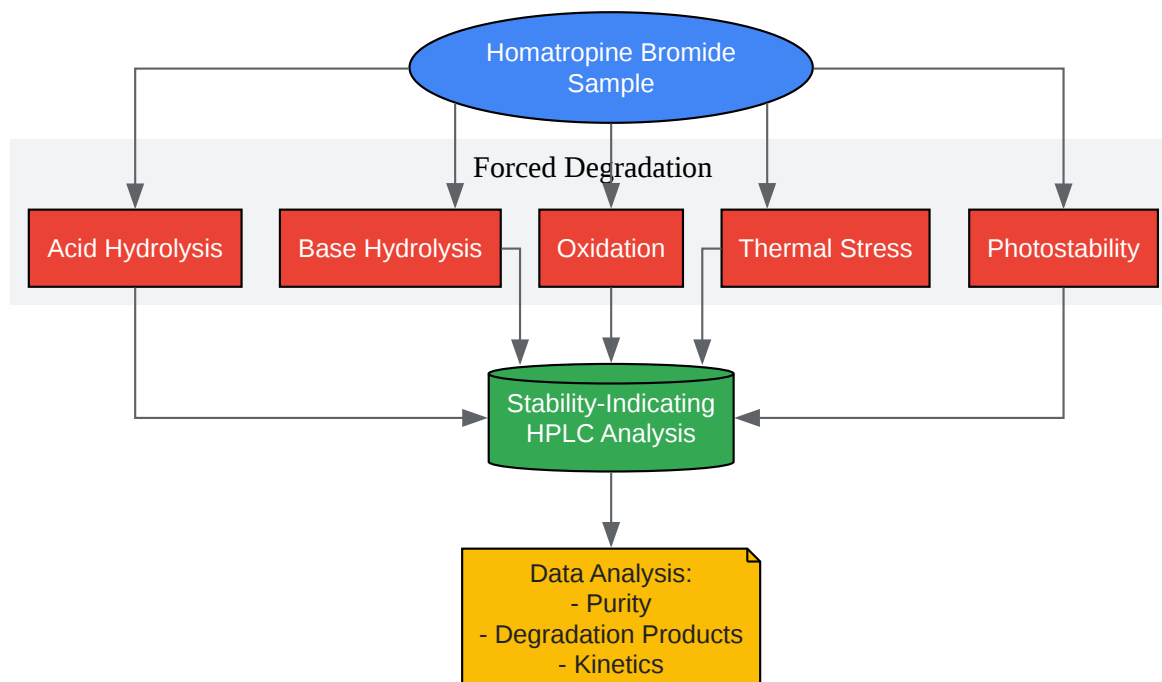 Homatropine Bromide
Sample
Forced Degradation
Acid Hydrolysis
Base Hydrolysis
Oxidation
Thermal Stress
Photostability
Stability-Indicating
HPLC Analysis
Data Analysis:
- Purity
- Degradation Products
- Kinetics